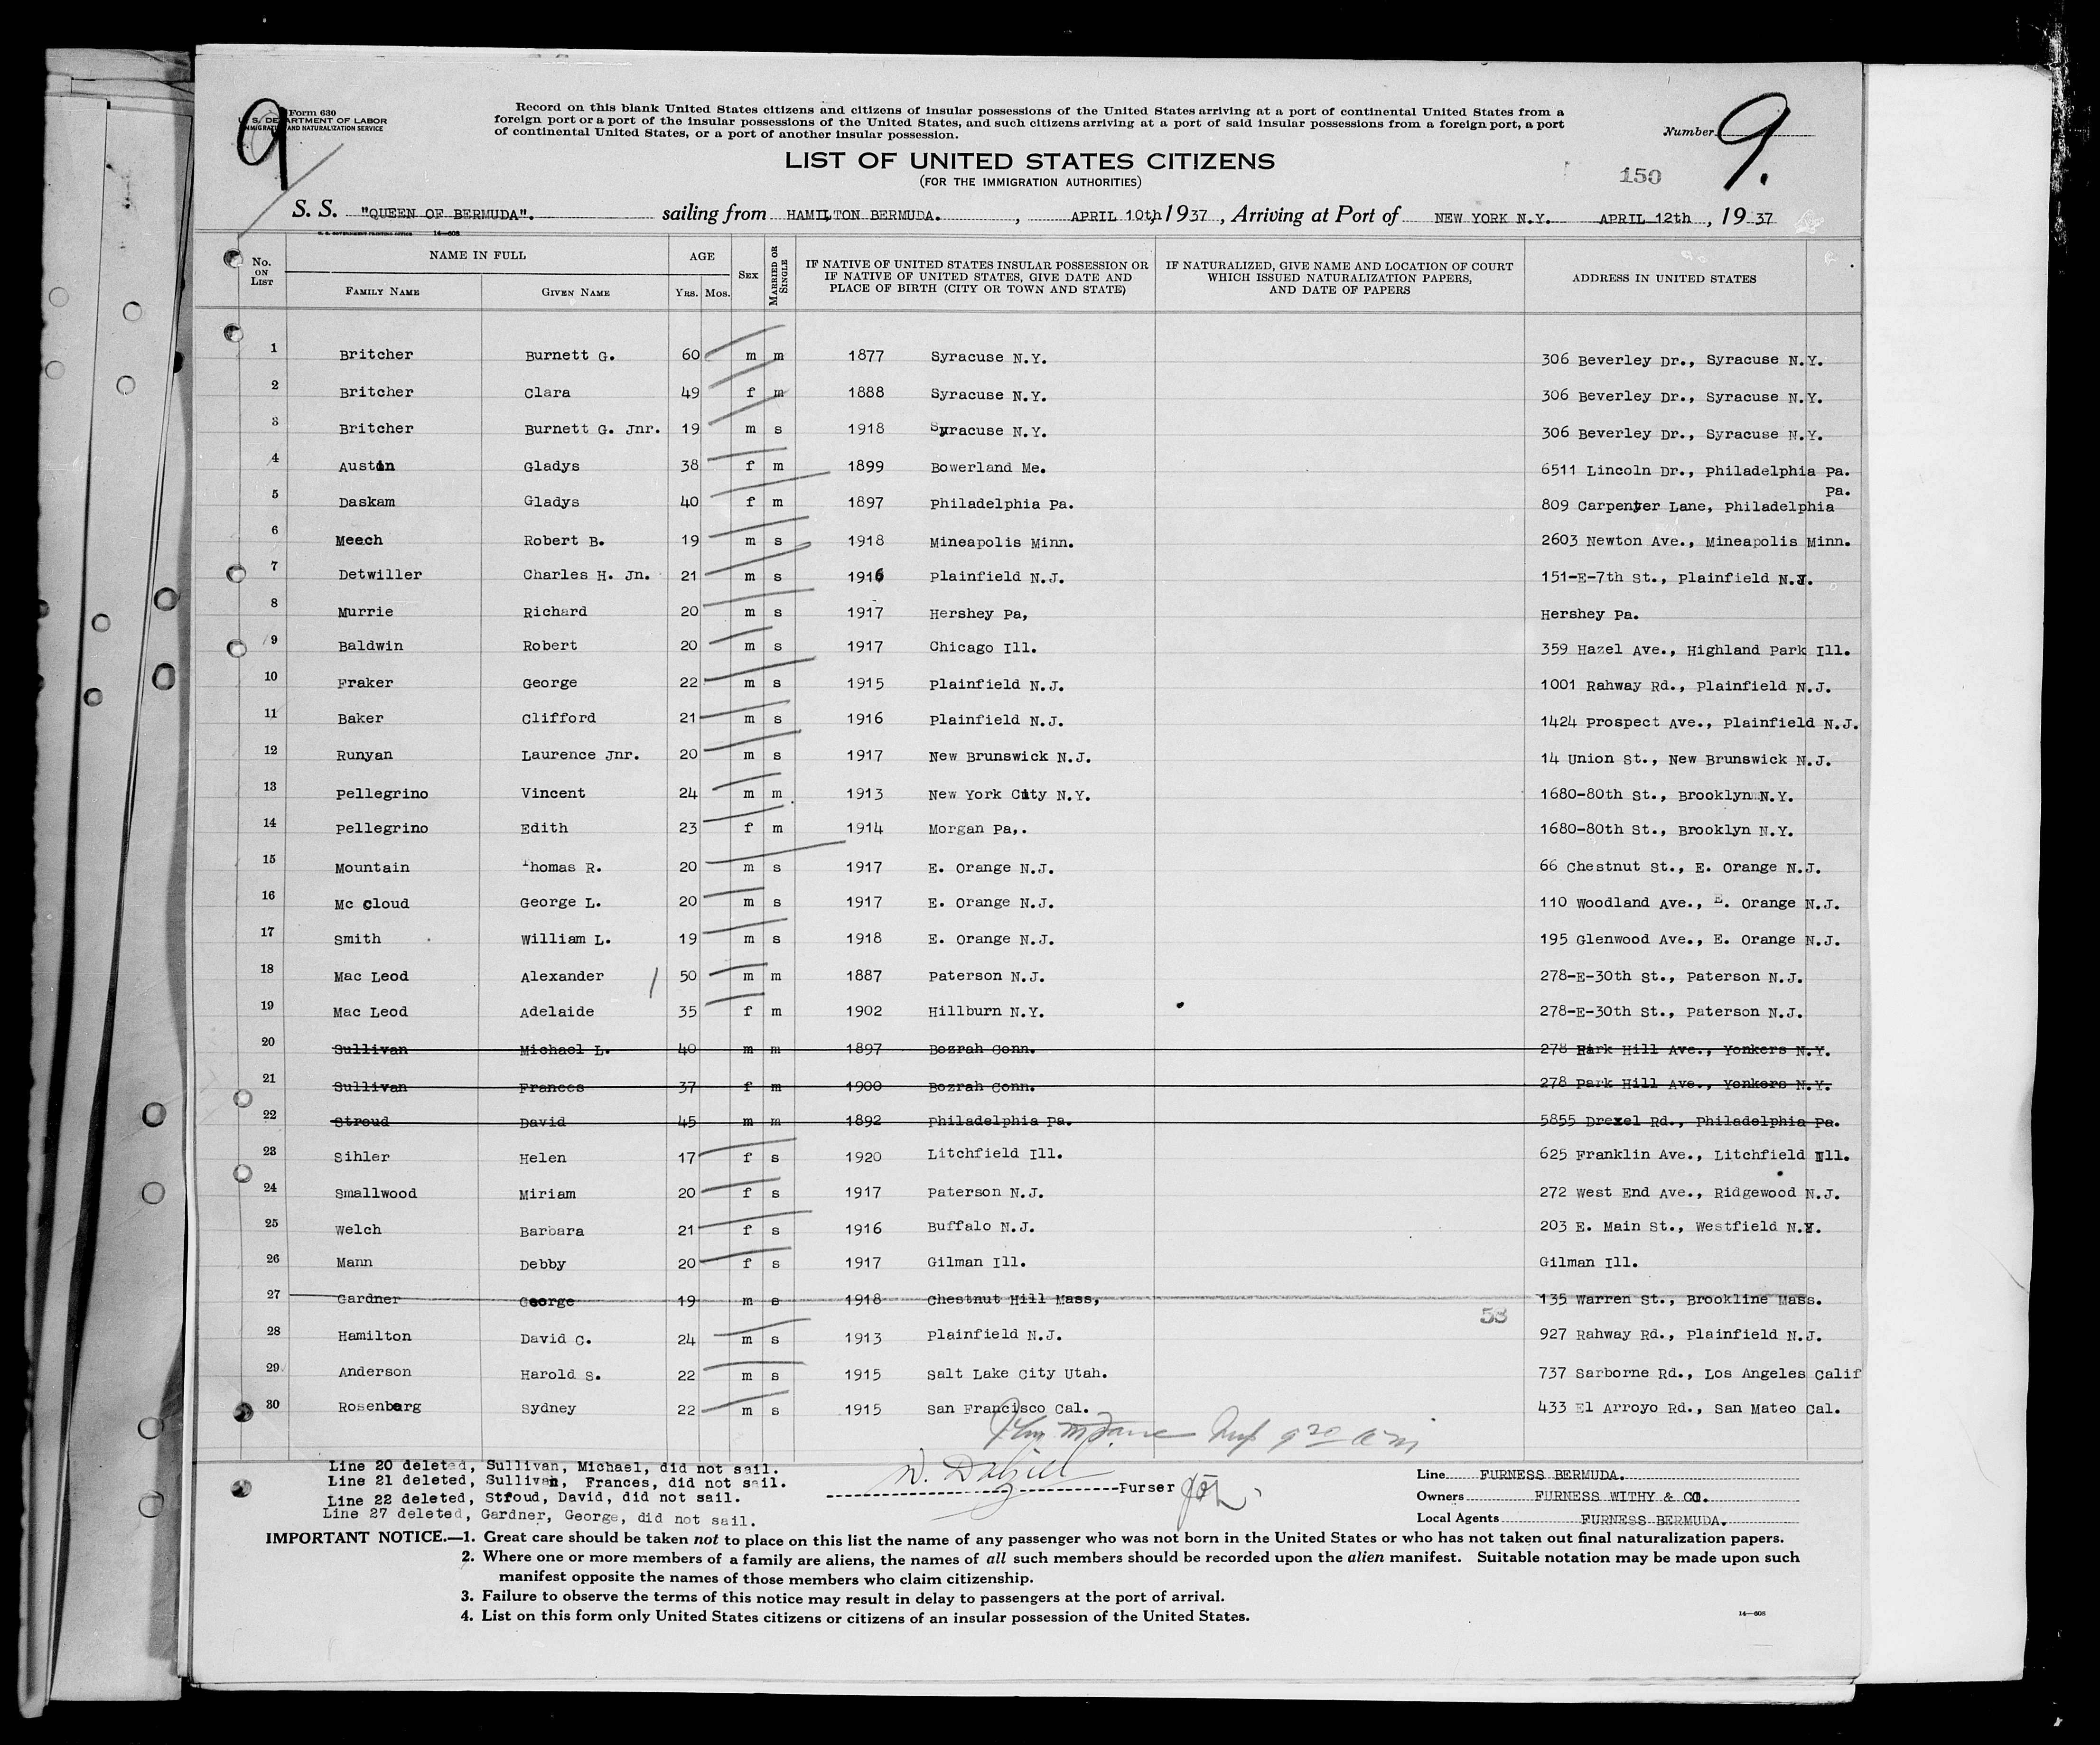 9
Form 630
U. S. DEPARTMENT OF LABOR
IMMIGRATION AND NATURALIZATION SERVICE
Record on this blank United States citizens and citizens of insular possessions of the United States arriving at a port of continental United States from a
foreign port or a port of the insular possessions of the United States, and such citizens arriving at a port of said insular possessions from a foreign port, a port
of continental United States, or a port of another insular possession.
Number 9.
LIST OF UNITED STATES CITIZENS
(FOR THE IMMIGRATION AUTHORITIES)
150
S. S. "QUEEN OF BERMUDA". sailing from HAMILTON BERMUDA. , APRIL 10th, 1937 , Arriving at Port of NEW YORK N.Y. APRIL 12th , 19 37
U. S. GOVERNMENT PRINTING OFFICE 14—608
No. ON LIST NAME IN FULL AGE SEX MARRIED OR SINGLE IF NATIVE OF UNITED STATES INSULAR POSSESSION OR IF NATIVE OF UNITED STATES, GIVE DATE AND PLACE OF BIRTH (CITY OR TOWN AND STATE) IF NATURALIZED, GIVE NAME AND LOCATION OF COURT WHICH ISSUED NATURALIZATION PAPERS, AND DATE OF PAPERS ADDRESS IN UNITED STATES
FAMILY NAME GIVEN NAME YRS. MOS.
1 Britcher Burnett G. 60 m m 1877 Syracuse N.Y. 306 Beverley Dr., Syracuse N.Y.
2 Britcher Clara 49 f m 1888 Syracuse N.Y. 306 Beverley Dr., Syracuse N.Y.
3 Britcher Burnett G. Jnr. 19 m s 1918 Syracuse N.Y. 306 Beverley Dr., Syracuse N.Y.
4 Austin Gladys 38 f m 1899 Bowerland Me. 6511 Lincoln Dr., Philadelphia Pa.
5 Daskam Gladys 40 f m 1897 Philadelphia Pa. 809 Carpenter Lane, Philadelphia Pa.
6 Meech Robert B. 19 m s 1918 Mineapolis Minn. 2603 Newton Ave., Mineapolis Minn.
7 Detwiller Charles H. Jn. 21 m s 1916 Plainfield N.J. 151-E-7th St., Plainfield N.J.
8 Murrie Richard 20 m s 1917 Hershey Pa, Hershey Pa.
9 Baldwin Robert 20 m s 1917 Chicago Ill. 359 Hazel Ave., Highland Park Ill.
10 Fraker George 22 m s 1915 Plainfield N.J. 1001 Rahway Rd., Plainfield N.J.
11 Baker Clifford 21 m s 1916 Plainfield N.J. 1424 Prospect Ave., Plainfield N.J.
12 Runyan Laurence Jnr. 20 m s 1917 New Brunswick N.J. 14 Union St., New Brunswick N.J.
13 Pellegrino Vincent 24 m m 1913 New York City N.Y. 1680-80th St., Brooklyn N.Y.
14 Pellegrino Edith 23 f m 1914 Morgan Pa,. 1680-80th St., Brooklyn N.Y.
15 Mountain Thomas R. 20 m s 1917 E. Orange N.J. 66 Chestnut St., E. Orange N.J.
16 Mc Cloud George L. 20 m s 1917 E. Orange N.J. 110 Woodland Ave., E. Orange N.J.
17 Smith William L. 19 m s 1918 E. Orange N.J. 195 Glenwood Ave., E. Orange N.J.
18 Mac Leod Alexander 50 m m 1887 Paterson N.J. 278-E-30th St., Paterson N.J.
19 Mac Leod Adelaide 35 f m 1902 Hillburn N.Y. 278-E-30th St., Paterson N.J.
20 Sullivan Michael L. 40 m m 1897 Bozrah Conn. 278 Park Hill Ave., Yonkers N.Y.
21 Sullivan Frances 37 f m 1900 Bozrah Conn. 278 Park Hill Ave., Yonkers N.Y.
22 Stroud David 45 m m 1892 Philadelphia Pa. 5855 Drexel Rd., Philadelphia Pa.
23 Sihler Helen 17 f s 1920 Litchfield Ill. 625 Franklin Ave., Litchfield Ill.
24 Smallwood Miriam 20 f s 1917 Paterson N.J. 272 West End Ave., Ridgewood N.J.
25 Welch Barbara 21 f s 1916 Buffalo N.J. 203 E. Main St., Westfield N.Y.
26 Mann Debby 20 f s 1917 Gilman Ill. Gilman Ill.
27 Gardner George 19 m s 1918 Chestnut Hill Mass, 135 Warren St., Brookline Mass.
53
28 Hamilton David C. 24 m s 1913 Plainfield N.J. 927 Rahway Rd., Plainfield N.J.
29 Anderson Harold S. 22 m s 1915 Salt Lake City Utah. 737 Sarborne Rd., Los Angeles Calif
30 Rosenberg Sydney 22 m s 1915 San Francisco Cal. 433 El Arroyo Rd., San Mateo Cal.
Line 20 deleted, Sullivan, Michael, did not sail.
Line 21 deleted, Sullivan, Frances, did not sail.
Line 22 deleted, Stroud, David, did not sail.
Line 27 deleted, Gardner, George, did not sail.
W. Dalziel Purser
Line FURNESS BERMUDA.
Owners FURNESS WITHY & CO.
Local Agents FURNESS BERMUDA.
IMPORTANT NOTICE.—1. Great care should be taken not to place on this list the name of any passenger who was not born in the United States or who has not taken out final naturalization papers.
2. Where one or more members of a family are aliens, the names of all such members should be recorded upon the alien manifest. Suitable notation may be made upon such
manifest opposite the names of those members who claim citizenship.
3. Failure to observe the terms of this notice may result in delay to passengers at the port of arrival.
4. List on this form only United States citizens or citizens of an insular possession of the United States.
14—608